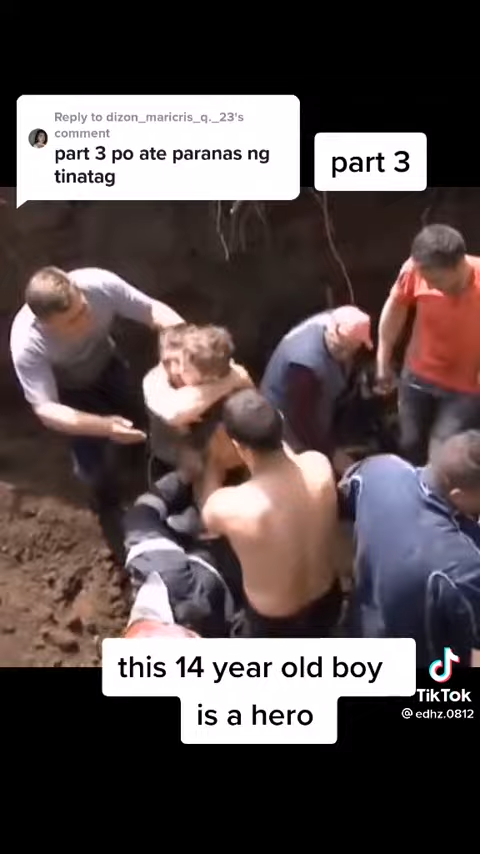 Reply to dizon_maricris_q._23's
comment
part 3 po ate paranas ng
tinatag
part 3
this 14 year old boy
is a hero
TikTok
@edhz.0812